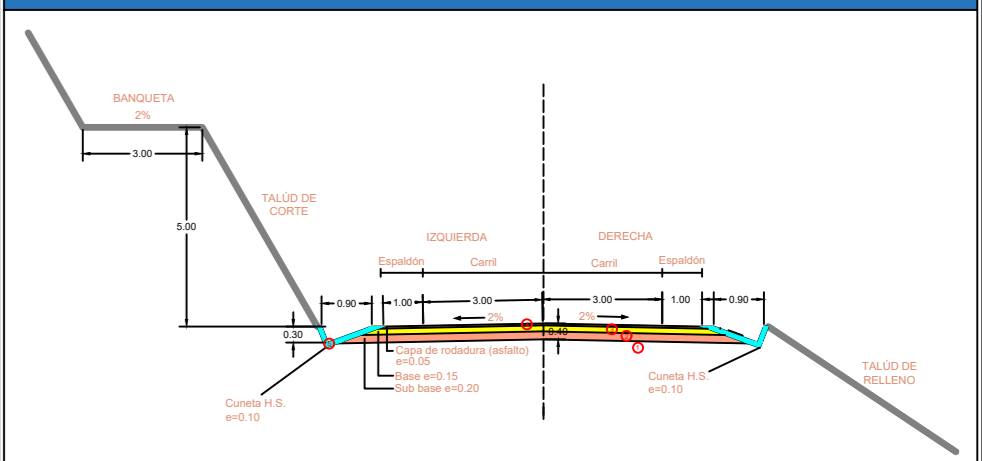 BANQUETA
2%
3.00
TALÚD DE
CORTE
5.00
IZQUIERDA
DERECHA
Espaldón
Carril
Carril
Espaldón
0.90
1.00
3.00
3.00
1.00
0.90
2%
2%
0.30
0.40
1
Capa de rodadura (asfalto)
e=0.05
Base e=0.15
Sub base e=0.20
Cuneta H.S.
e=0.10
Cuneta H.S.
e=0.10
TALÚD DE
RELLENO